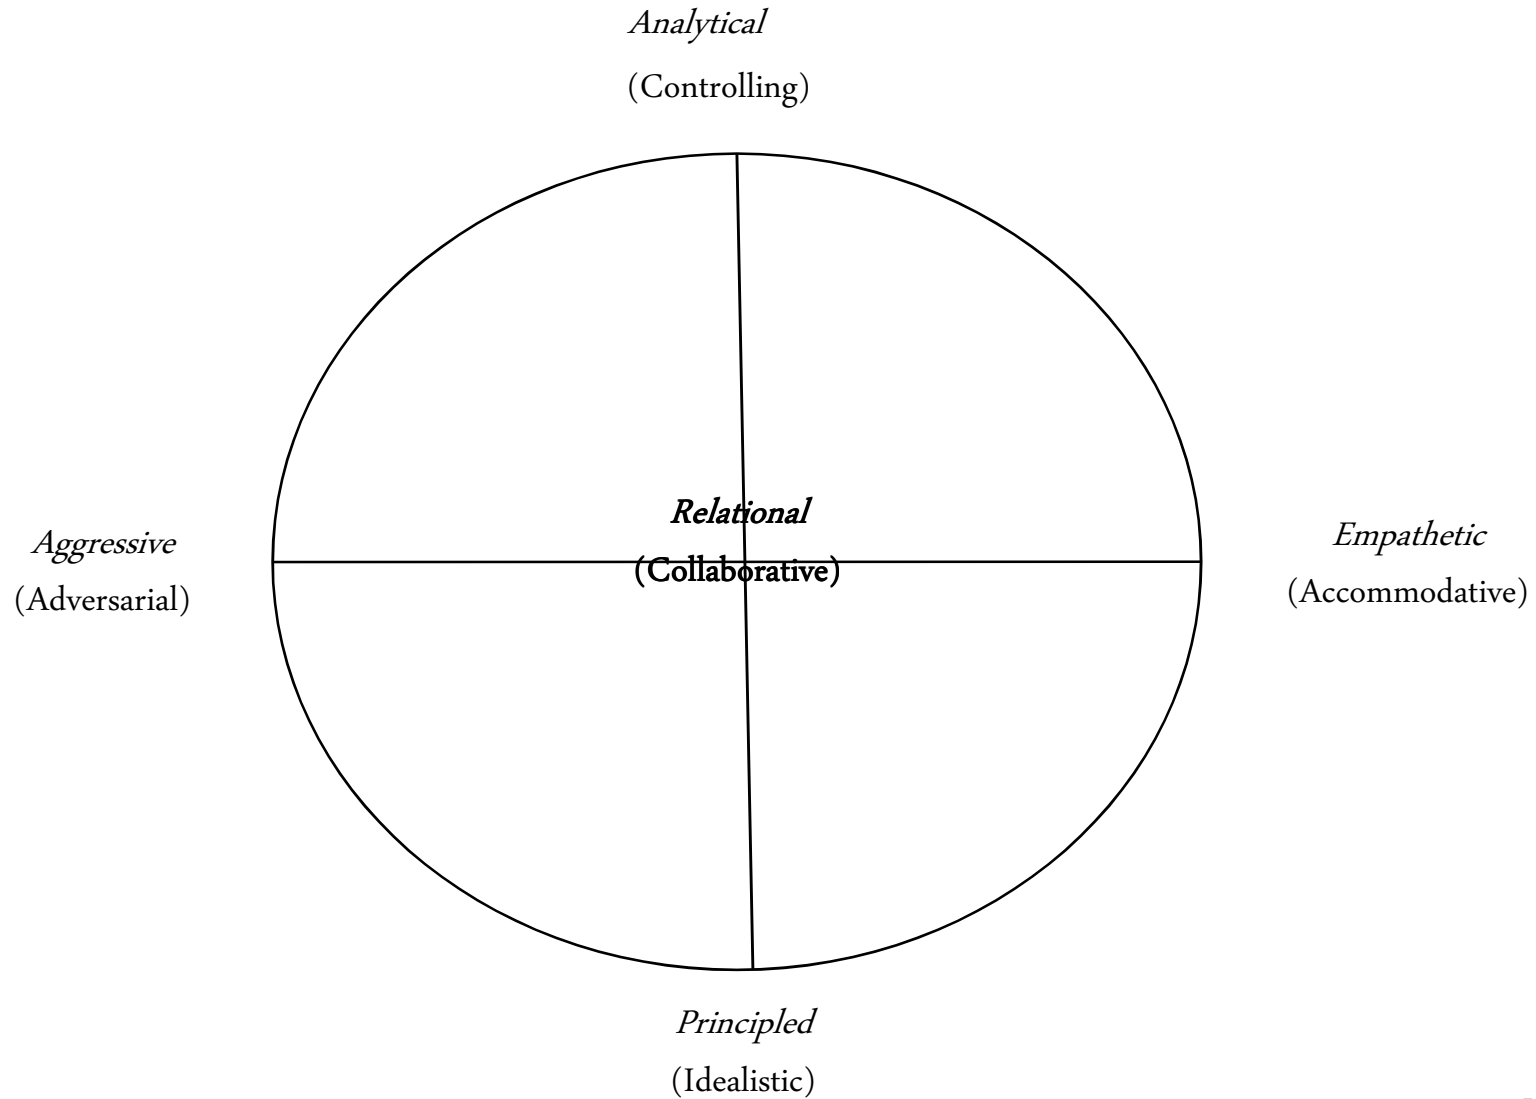 Analytical
(Controlling)
Relational
(Collaborative)
Aggressive
(Adversarial)
Empathetic
(Accommodative)
Principled
(Idealistic)